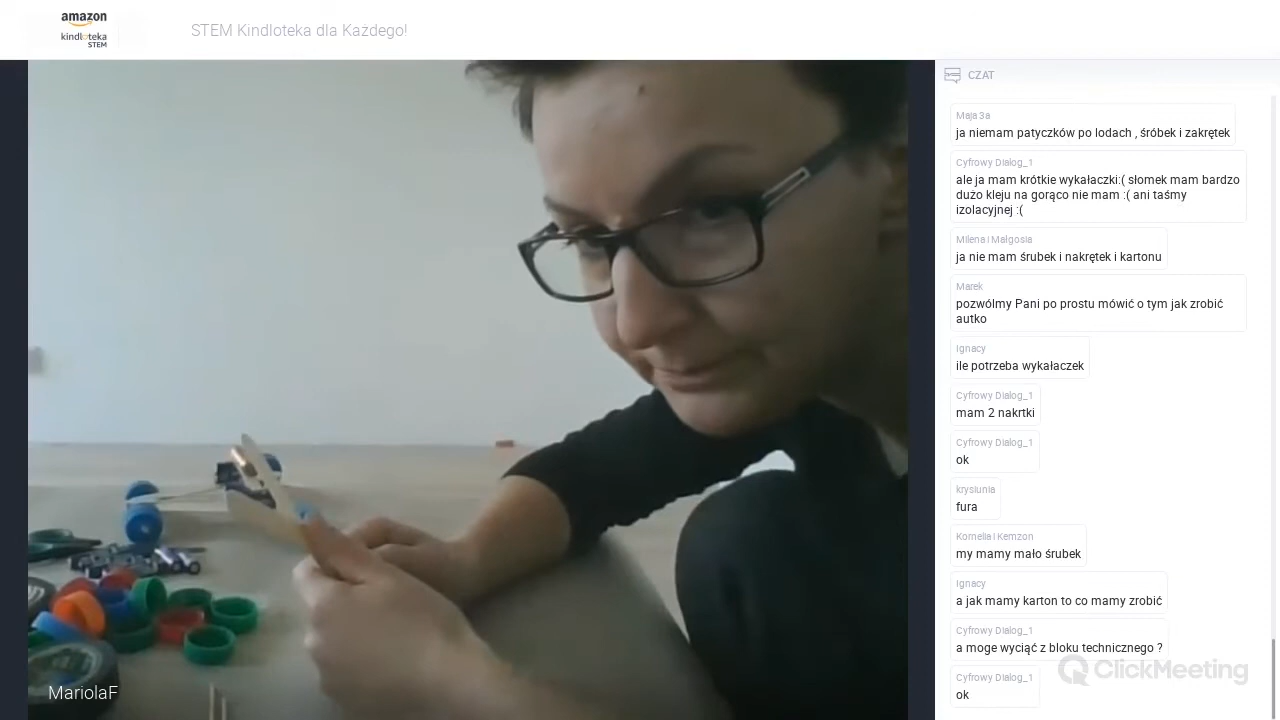 amazon
kindloteka
STEM
STEM Kindloteka dla Każdego!
CZAT
Maja 3a
ja niemam patyczków po lodach , śróbek i zakrętek
Cyfrowy Dialog_1
ale ja mam krótkie wykałaczki:( słomek mam bardzo
dużo kleju na gorąco nie mam :( ani taśmy
izolacyjnej :(
Milena i Małgosia
ja nie mam śrubek i nakrętek i kartonu
Marek
pozwólmy Pani po prostu mówić o tym jak zrobić
autko
Ignacy
ile potrzeba wykałaczek
Cyfrowy Dialog_1
mam 2 nakrtki
Cyfrowy Dialog_1
ok
krysiunia
fura
Kornelia i Kemzon
my mamy mało śrubek
Ignacy
a jak mamy karton to co mamy zrobić
Cyfrowy Dialog_1
a moge wyciąć z bloku technicznego ?
Cyfrowy Dialog_1
ok
ClickMeeting
MariolaF